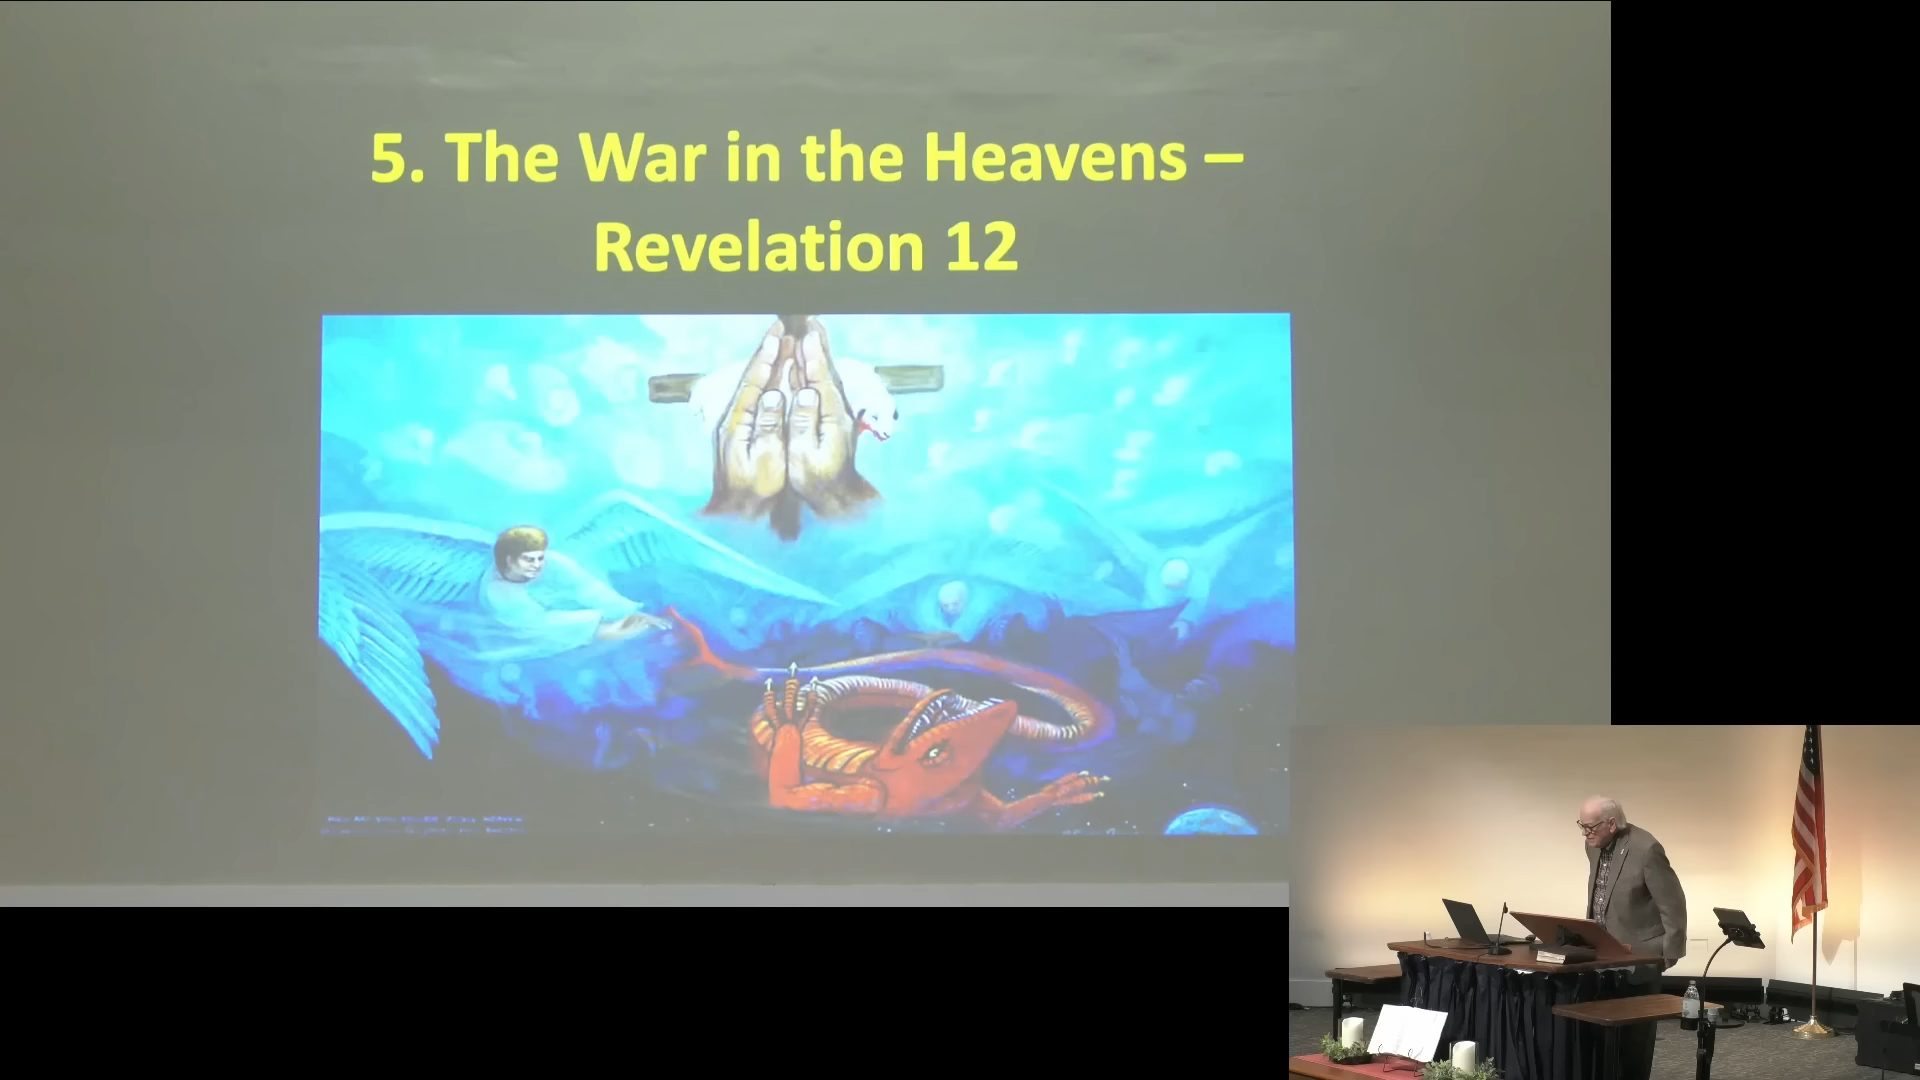 5. The War in the Heavens –
Revelation 12